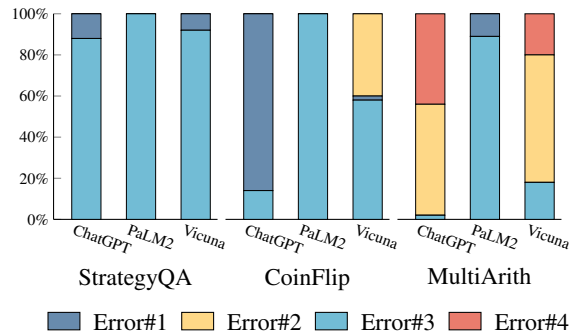 100%
80%
60%
40%
20%
0%
ChatGPT PaLM2 Vicuna ChatGPT PaLM2 Vicuna ChatGPT PaLM2 Vicuna
StrategyQA CoinFlip MultiArith
Error#1 Error#2 Error#3 Error#4